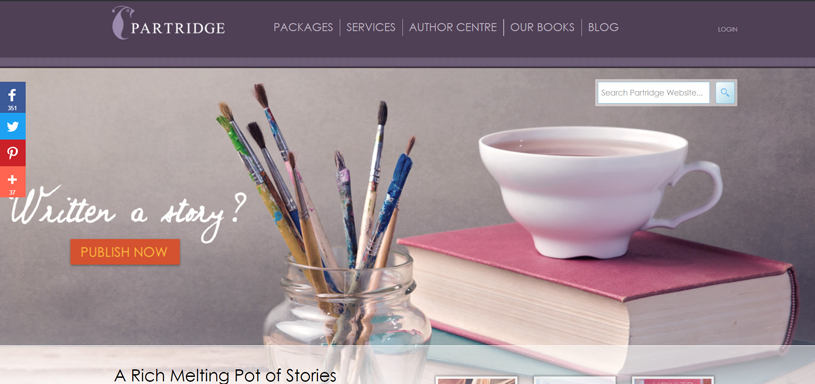 PARTRIDGE
PACKAGES SERVICES AUTHOR CENTRE OUR BOOKS BLOG
LOGIN
Search Partridge Website...
351
37
Written a story?
PUBLISH NOW
A Rich Melting Pot of Stories